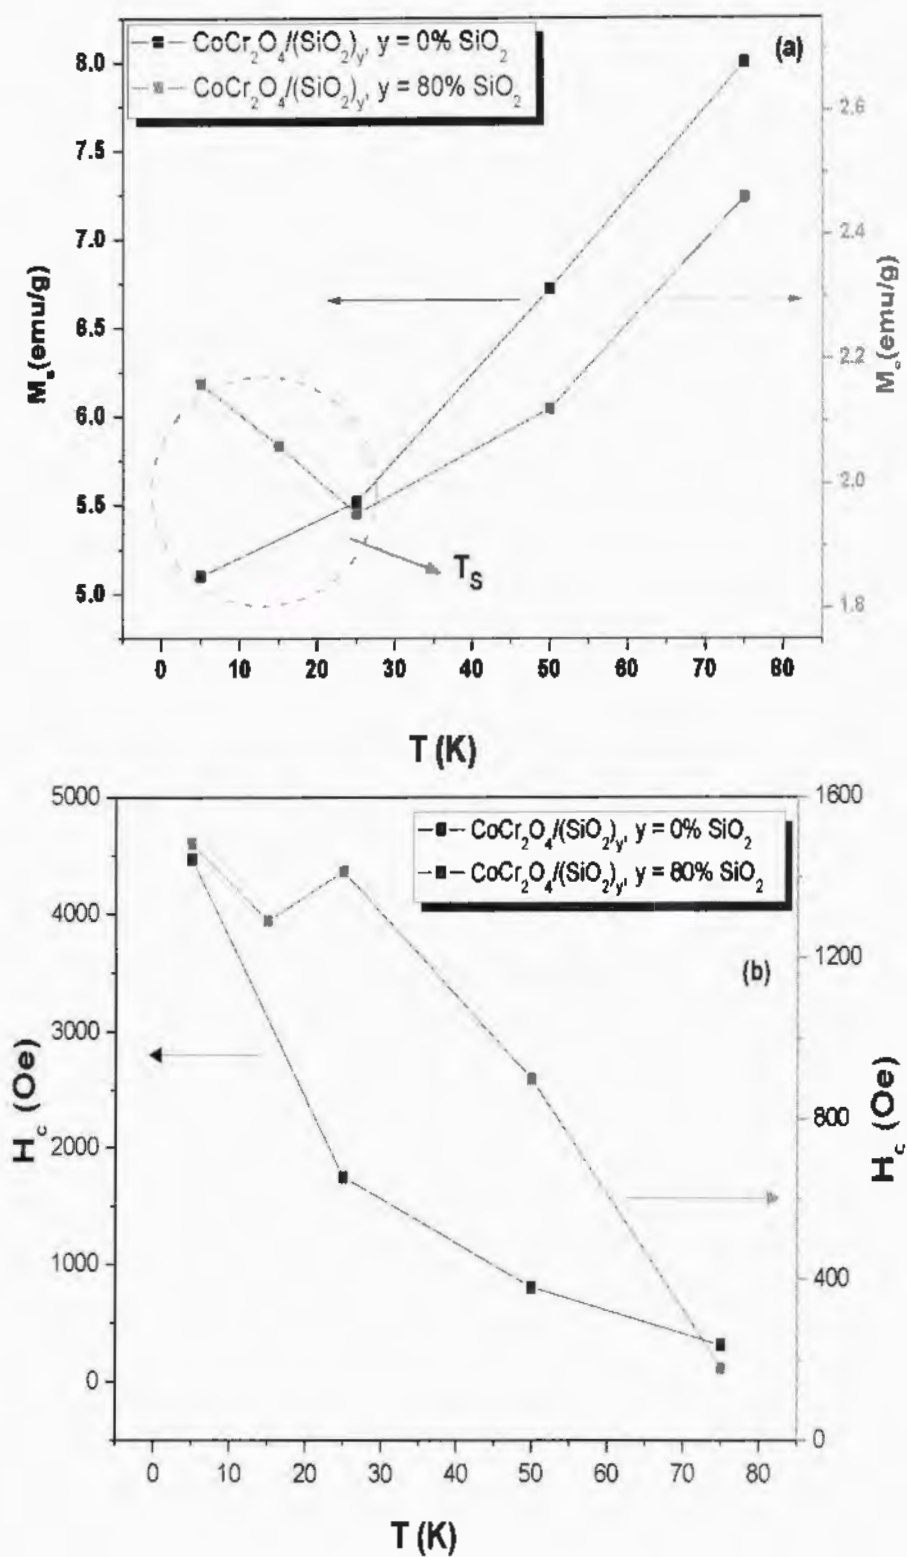 CoCr₂O₄/(SiO₂)y, y = 0% SiO₂
CoCr₂O₄/(SiO₂)y, y = 80% SiO₂
(a)
8.0
7.5
7.0
6.5
6.0
5.5
5.0
Ms(emu/g)
2.6
2.4
2.2
2.0
1.8
Ms(emu/g)
TS
0 10 20 30 40 50 60 70 80
T (K)
CoCr₂O₄/(SiO₂)y, y = 0% SiO₂
CoCr₂O₄/(SiO₂)y, y = 80% SiO₂
(b)
5000
4000
3000
2000
1000
0
Hc (Oe)
1600
1200
800
400
0
Hc (Oe)
0 10 20 30 40 50 60 70 80
T (K)